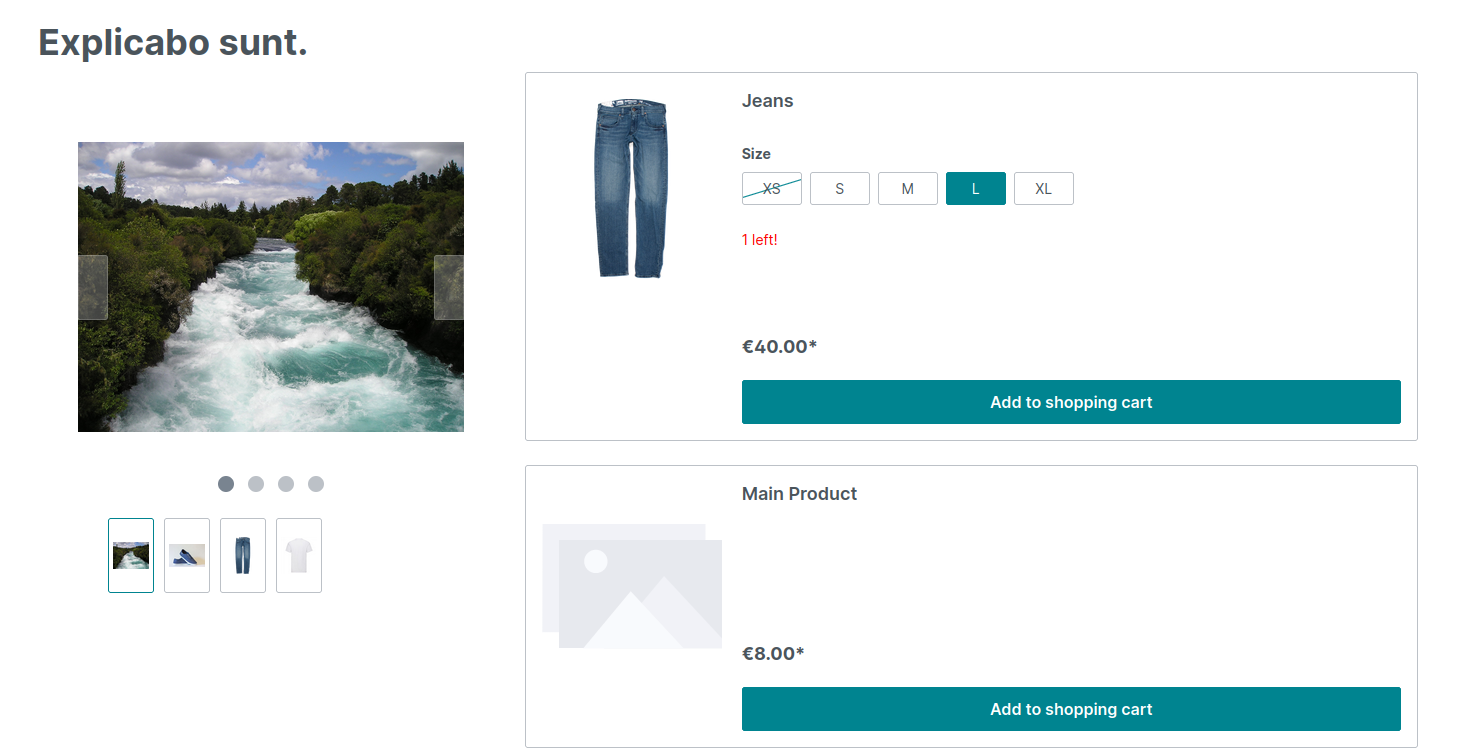 Explicabo sunt.
Jeans
Size
XS S M L XL
1 left!
€40.00*
Add to shopping cart
Main Product
€8.00*
Add to shopping cart